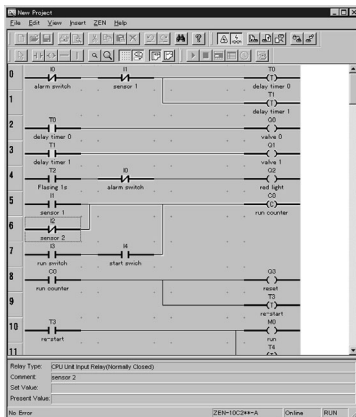 New Project
File Edit View Insert ZEN Help
0 I0 I1 T0
(T)
alarm switch sensor 1 delay timer 0
1 T1
(T)
delay timer 1
2 T0 Q0
delay timer 0 valve 0
3 T1 Q1
delay timer 1 valve 1
4 T2 I0 Q2
Flasing 1s alarm switch red light
5 I1 C0
(C)
sensor 1 run counter
6 I2
sensor 2
7 I3 I4
run switch start swich
8 C0 Q3
run counter reset
9 T3
(T)
re-start
10 T3 M0
re-start run
11 T4
Relay Type: CPU Unit Input Relay(Normally Closed)
Comment: sensor 2
Set Value:
Present Value:
No Error ZEN-10C2**-A Online RUN